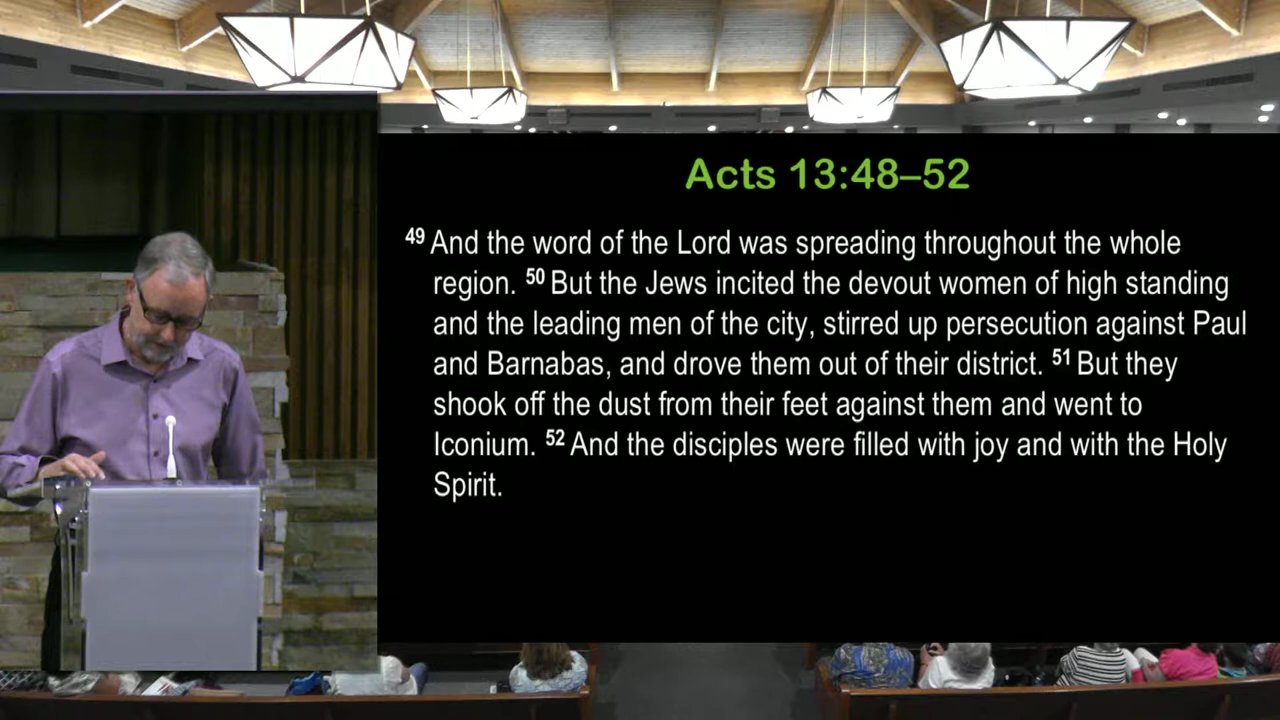 Acts 13:48–52
49 And the word of the Lord was spreading throughout the whole
region. 50 But the Jews incited the devout women of high standing
and the leading men of the city, stirred up persecution against Paul
and Barnabas, and drove them out of their district. 51 But they
shook off the dust from their feet against them and went to
Iconium. 52 And the disciples were filled with joy and with the Holy
Spirit.